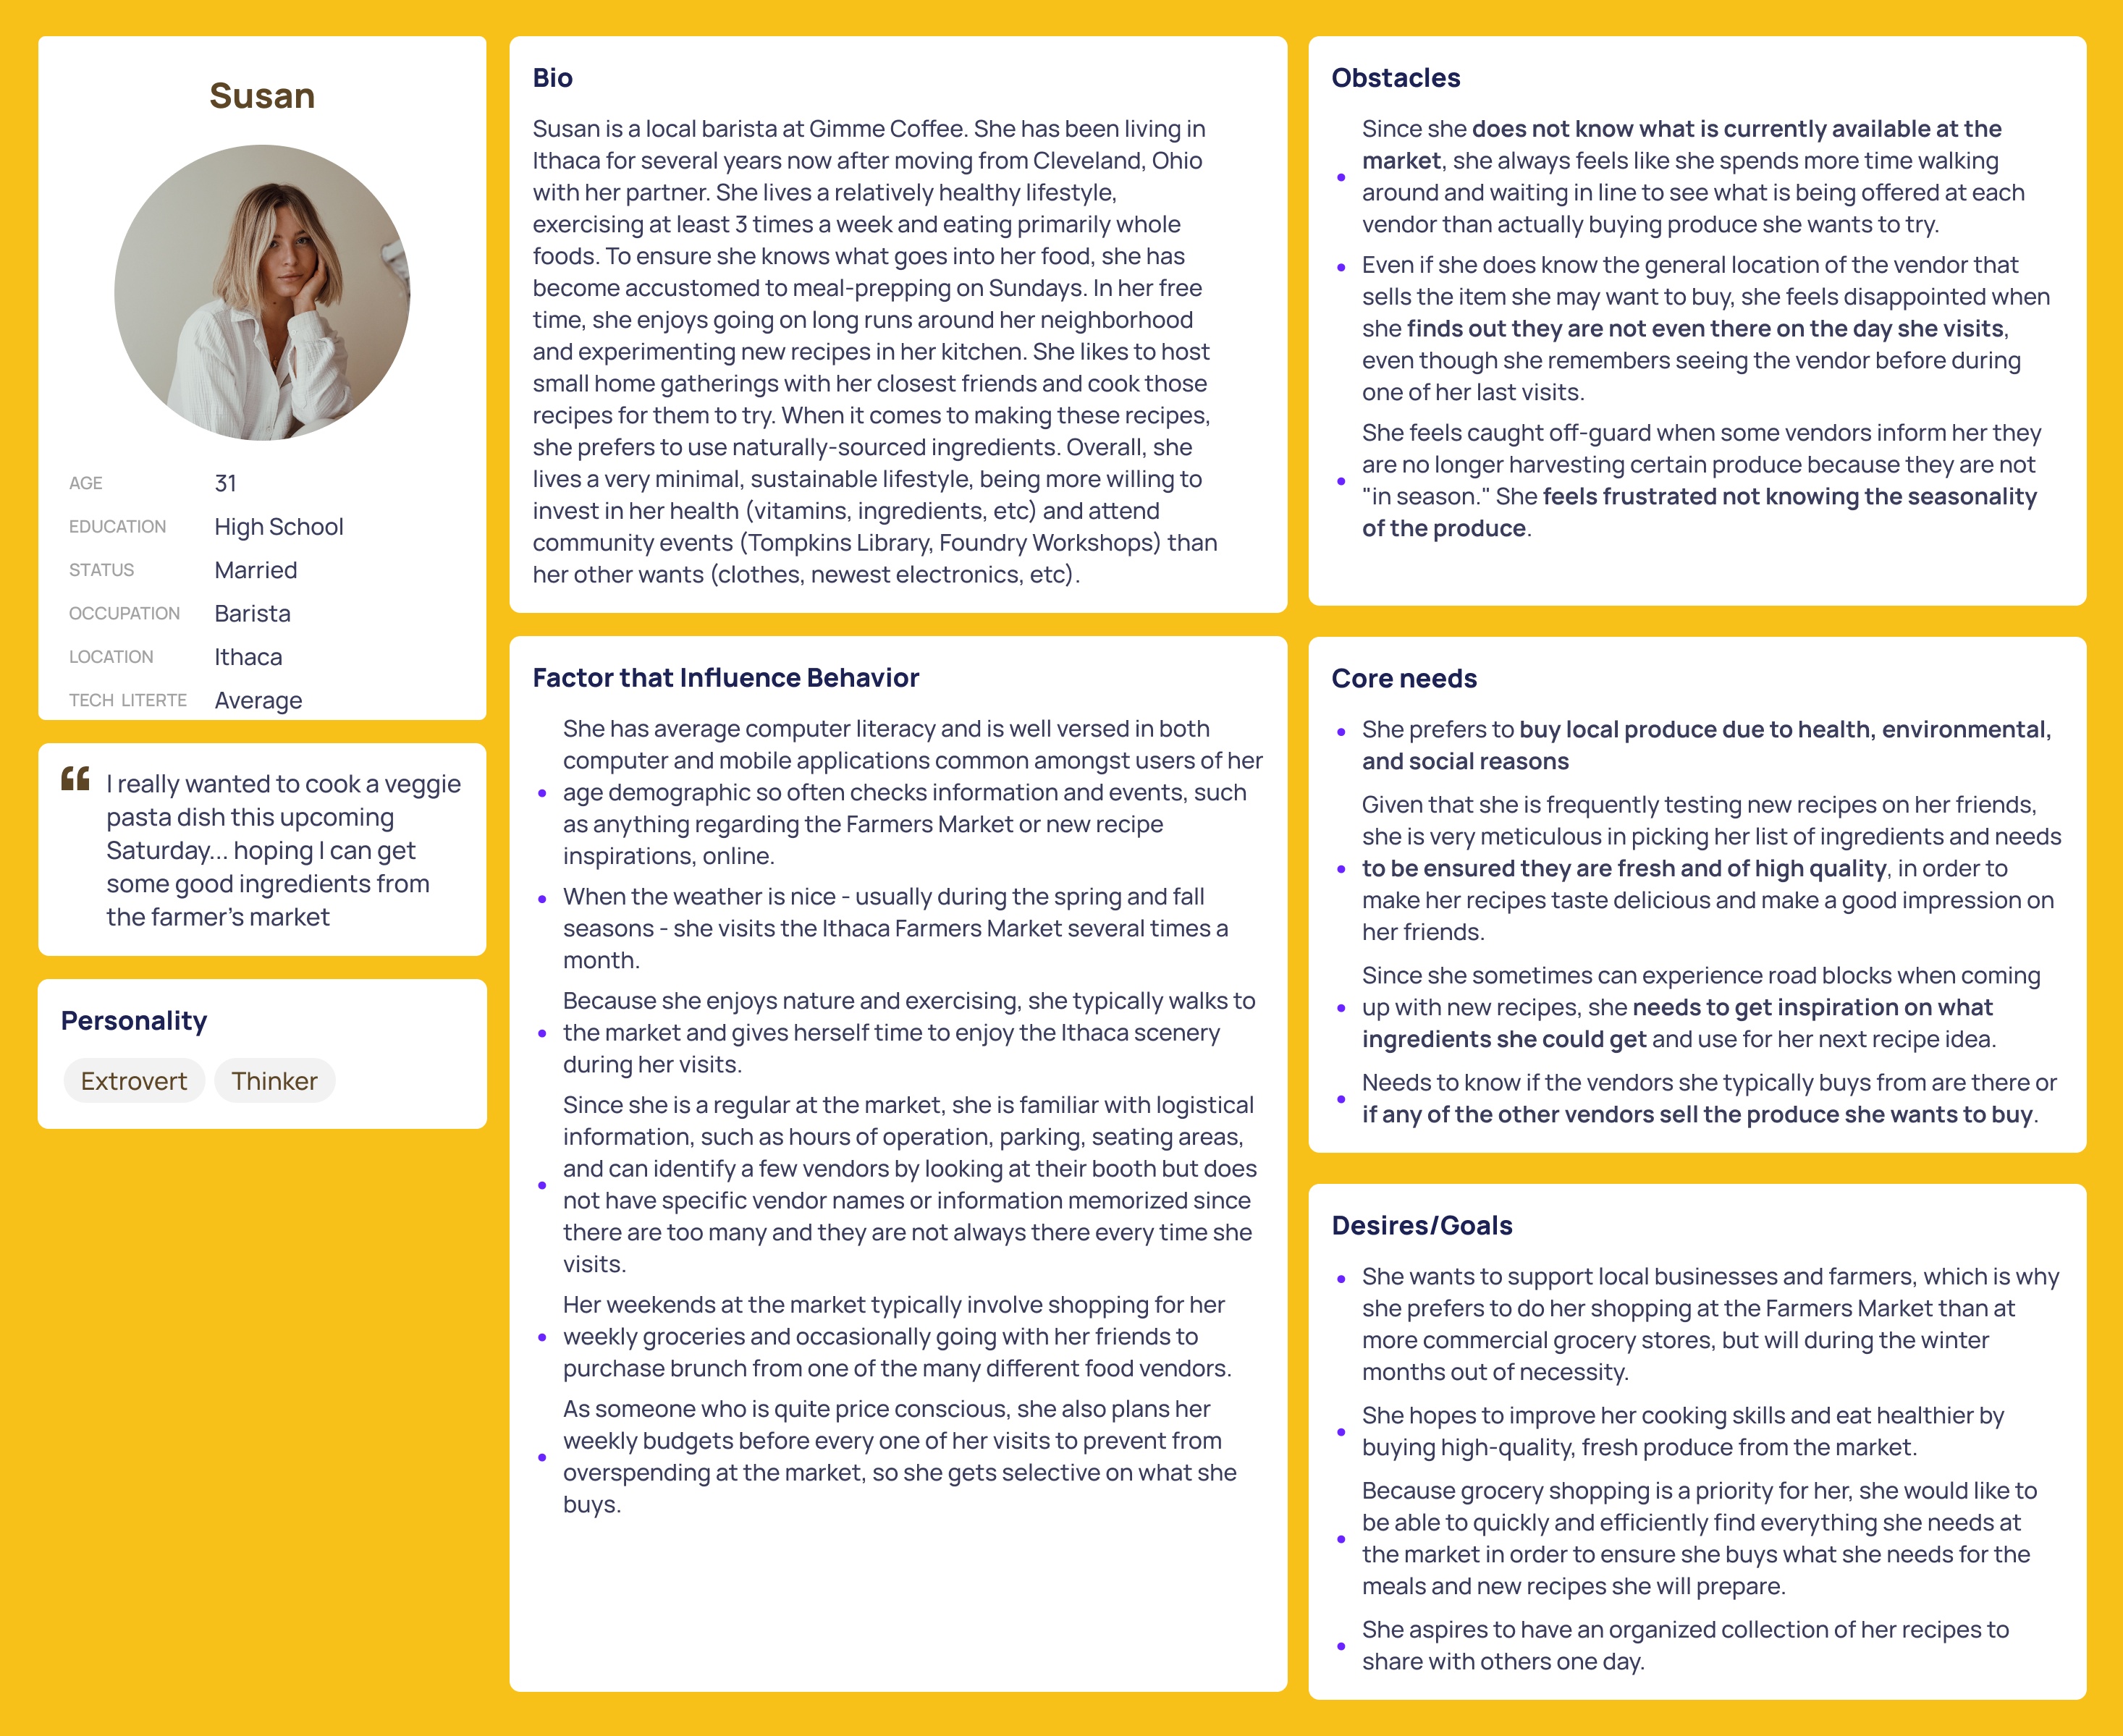 Susan
AGE 31
EDUCATION High School
STATUS Married
OCCUPATION Barista
LOCATION Ithaca
TECH LITERTE Average
“ I really wanted to cook a veggie
pasta dish this upcoming
Saturday... hoping I can get
some good ingredients from
the farmer’s market
Personality
Extrovert Thinker
Bio
Susan is a local barista at Gimme Coffee. She has been living in
Ithaca for several years now after moving from Cleveland, Ohio
with her partner. She lives a relatively healthy lifestyle,
exercising at least 3 times a week and eating primarily whole
foods. To ensure she knows what goes into her food, she has
become accustomed to meal-prepping on Sundays. In her free
time, she enjoys going on long runs around her neighborhood
and experimenting new recipes in her kitchen. She likes to host
small home gatherings with her closest friends and cook those
recipes for them to try. When it comes to making these recipes,
she prefers to use naturally-sourced ingredients. Overall, she
lives a very minimal, sustainable lifestyle, being more willing to
invest in her health (vitamins, ingredients, etc) and attend
community events (Tompkins Library, Foundry Workshops) than
her other wants (clothes, newest electronics, etc).
Factor that Influence Behavior
She has average computer literacy and is well versed in both
computer and mobile applications common amongst users of her
• age demographic so often checks information and events, such
as anything regarding the Farmers Market or new recipe
inspirations, online.
• When the weather is nice - usually during the spring and fall
seasons - she visits the Ithaca Farmers Market several times a
month.
Because she enjoys nature and exercising, she typically walks to
• the market and gives herself time to enjoy the Ithaca scenery
during her visits.
Since she is a regular at the market, she is familiar with logistical
information, such as hours of operation, parking, seating areas,
and can identify a few vendors by looking at their booth but does
• not have specific vendor names or information memorized since
there are too many and they are not always there every time she
visits.
Her weekends at the market typically involve shopping for her
• weekly groceries and occasionally going with her friends to
purchase brunch from one of the many different food vendors.
As someone who is quite price conscious, she also plans her
weekly budgets before every one of her visits to prevent from
• overspending at the market, so she gets selective on what she
buys.
Obstacles
Since she does not know what is currently available at the
market, she always feels like she spends more time walking
• around and waiting in line to see what is being offered at each
vendor than actually buying produce she wants to try.
• Even if she does know the general location of the vendor that
sells the item she may want to buy, she feels disappointed when
she finds out they are not even there on the day she visits,
even though she remembers seeing the vendor before during
one of her last visits.
She feels caught off-guard when some vendors inform her they
are no longer harvesting certain produce because they are not
• "in season." She feels frustrated not knowing the seasonality
of the produce.
Core needs
• She prefers to buy local produce due to health, environmental,
and social reasons
Given that she is frequently testing new recipes on her friends,
she is very meticulous in picking her list of ingredients and needs
• to be ensured they are fresh and of high quality, in order to
make her recipes taste delicious and make a good impression on
her friends.
Since she sometimes can experience road blocks when coming
• up with new recipes, she needs to get inspiration on what
ingredients she could get and use for her next recipe idea.
Needs to know if the vendors she typically buys from are there or
• if any of the other vendors sell the produce she wants to buy.
Desires/Goals
• She wants to support local businesses and farmers, which is why
she prefers to do her shopping at the Farmers Market than at
more commercial grocery stores, but will during the winter
months out of necessity.
She hopes to improve her cooking skills and eat healthier by
• buying high-quality, fresh produce from the market.
Because grocery shopping is a priority for her, she would like to
be able to quickly and efficiently find everything she needs at
• the market in order to ensure she buys what she needs for the
meals and new recipes she will prepare.
She aspires to have an organized collection of her recipes to
• share with others one day.